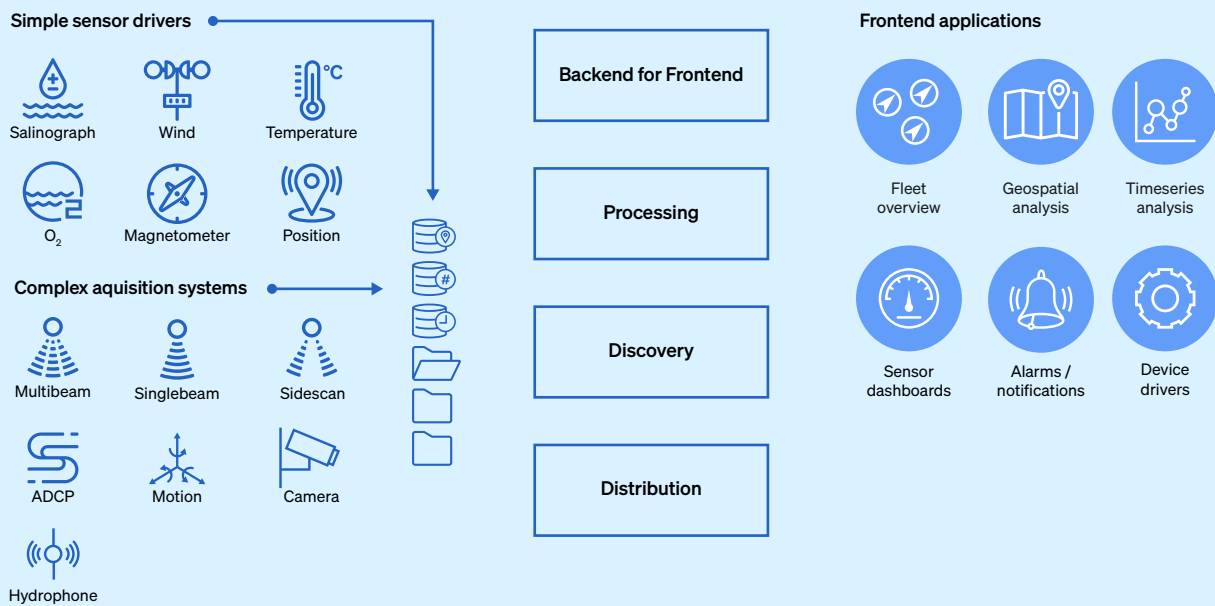 Simple sensor drivers
Salinograph
Wind
°C
Temperature
2
O₂
Magnetometer
Position
Complex aquisition systems
Multibeam
Singlebeam
Sidescan
ADCP
Motion
Camera
Hydrophone
#
Backend for Frontend
Processing
Discovery
Distribution
Frontend applications
Fleet
overview
Geospatial
analysis
Timeseries
analysis
Sensor
dashboards
Alarms /
notifications
Device
drivers